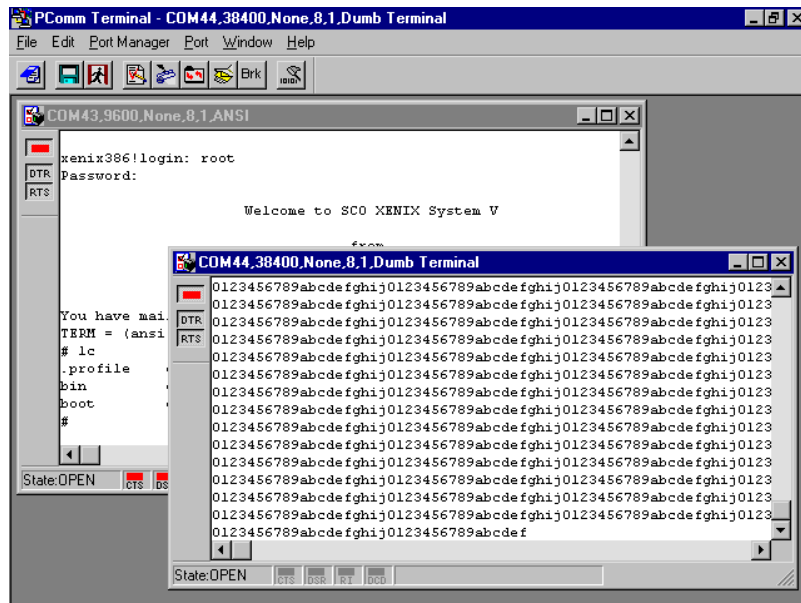 PComm Terminal - COM44,38400,None,8,1,Dumb Terminal
File Edit Port Manager Port Window Help
Brk
COM43,9600,None,8,1,ANSI
DTR
RTS
xenix386!login: root
Password:
Welcome to SCO XENIX System V
from
You have mai
TERM = (ansi
# lc
.profile
bin
boot
#
State:OPEN CTS DS
COM44,38400,None,8,1,Dumb Terminal
DTR
RTS
0123456789abcdefghij0123456789abcdefghij0123456789abcdefghij0123
0123456789abcdefghij0123456789abcdefghij0123456789abcdefghij0123
0123456789abcdefghij0123456789abcdefghij0123456789abcdefghij0123
0123456789abcdefghij0123456789abcdefghij0123456789abcdefghij0123
0123456789abcdefghij0123456789abcdefghij0123456789abcdefghij0123
0123456789abcdefghij0123456789abcdefghij0123456789abcdefghij0123
0123456789abcdefghij0123456789abcdefghij0123456789abcdefghij0123
0123456789abcdefghij0123456789abcdefghij0123456789abcdefghij0123
0123456789abcdefghij0123456789abcdefghij0123456789abcdefghij0123
0123456789abcdefghij0123456789abcdefghij0123456789abcdefghij0123
0123456789abcdefghij0123456789abcdefghij0123456789abcdefghij0123
0123456789abcdefghij0123456789abcdefghij0123456789abcdefghij0123
0123456789abcdefghij0123456789abcdefghij0123456789abcdefghij0123
0123456789abcdefghij0123456789abcdefghij0123456789abcdefghij0123
0123456789abcdefghij0123456789abcdef
State:OPEN CTS DSR RI DCD